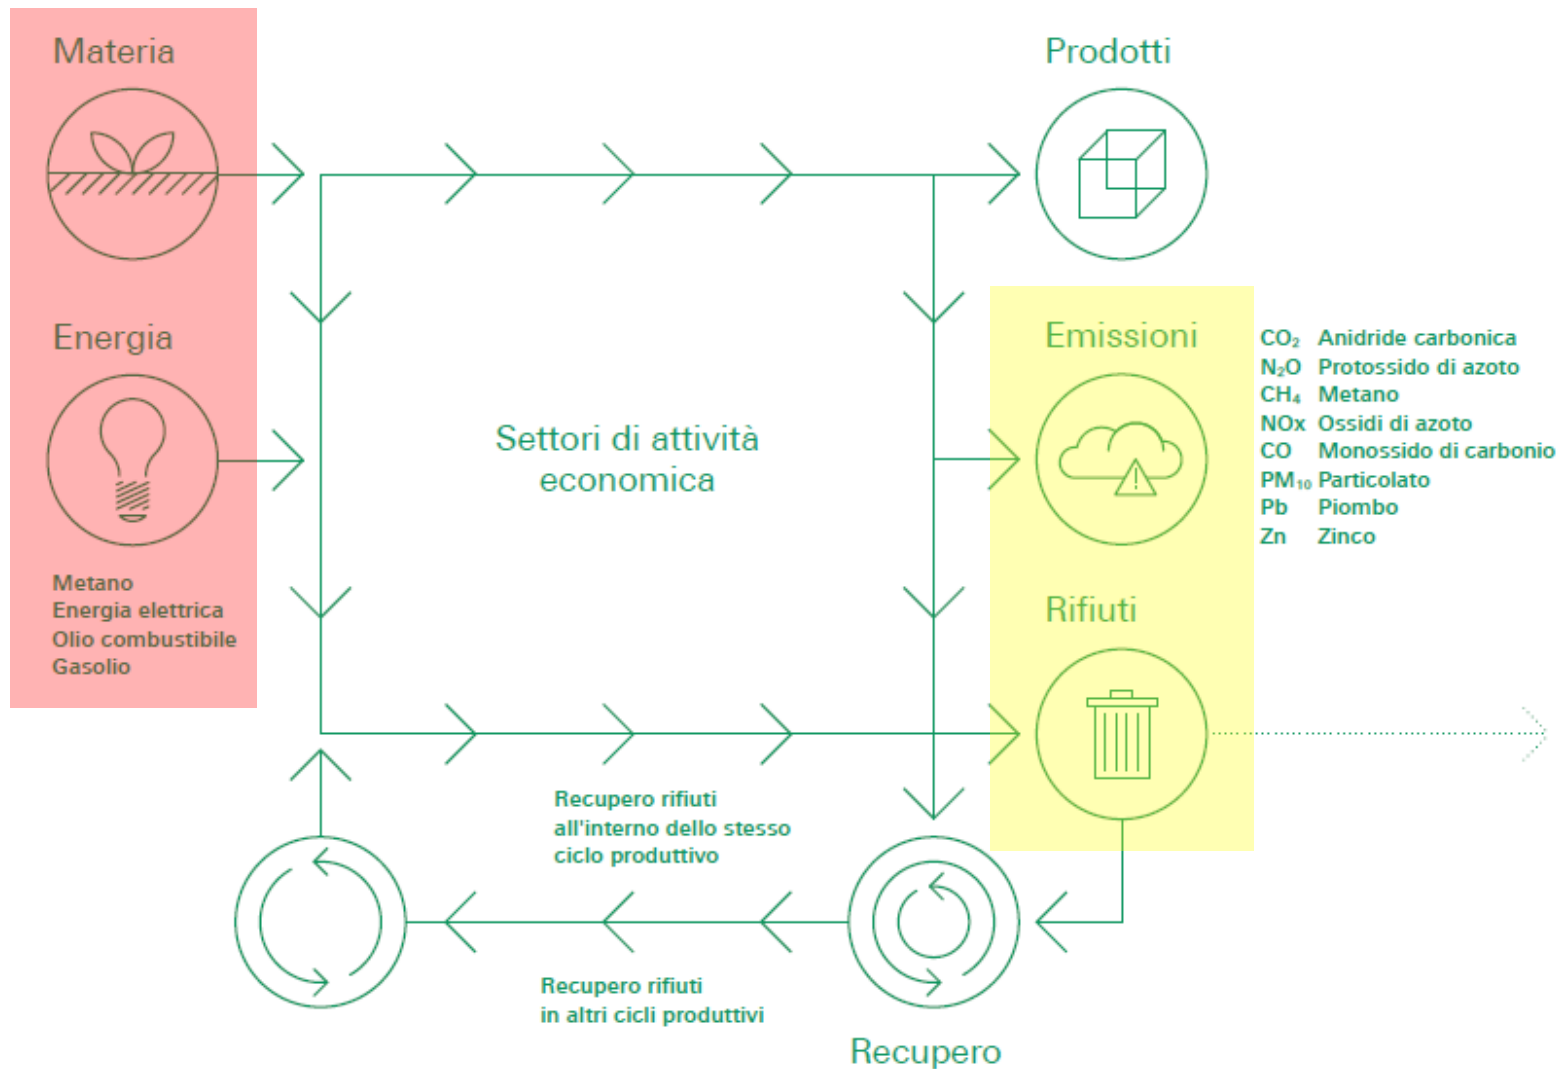 Materia
Prodotti
Energia
Metano
Energia elettrica
Olio combustibile
Gasolio
Settori di attività
economica
Emissioni
CO₂ Anidride carbonica
N₂O Protossido di azoto
CH₄ Metano
NOx Ossidi di azoto
CO Monossido di carbonio
PM₁₀ Particolato
Pb Piombo
Zn Zinco
Rifiuti
Recupero rifiuti
all'interno dello stesso
ciclo produttivo
Recupero rifiuti
in altri cicli produttivi
Recupero